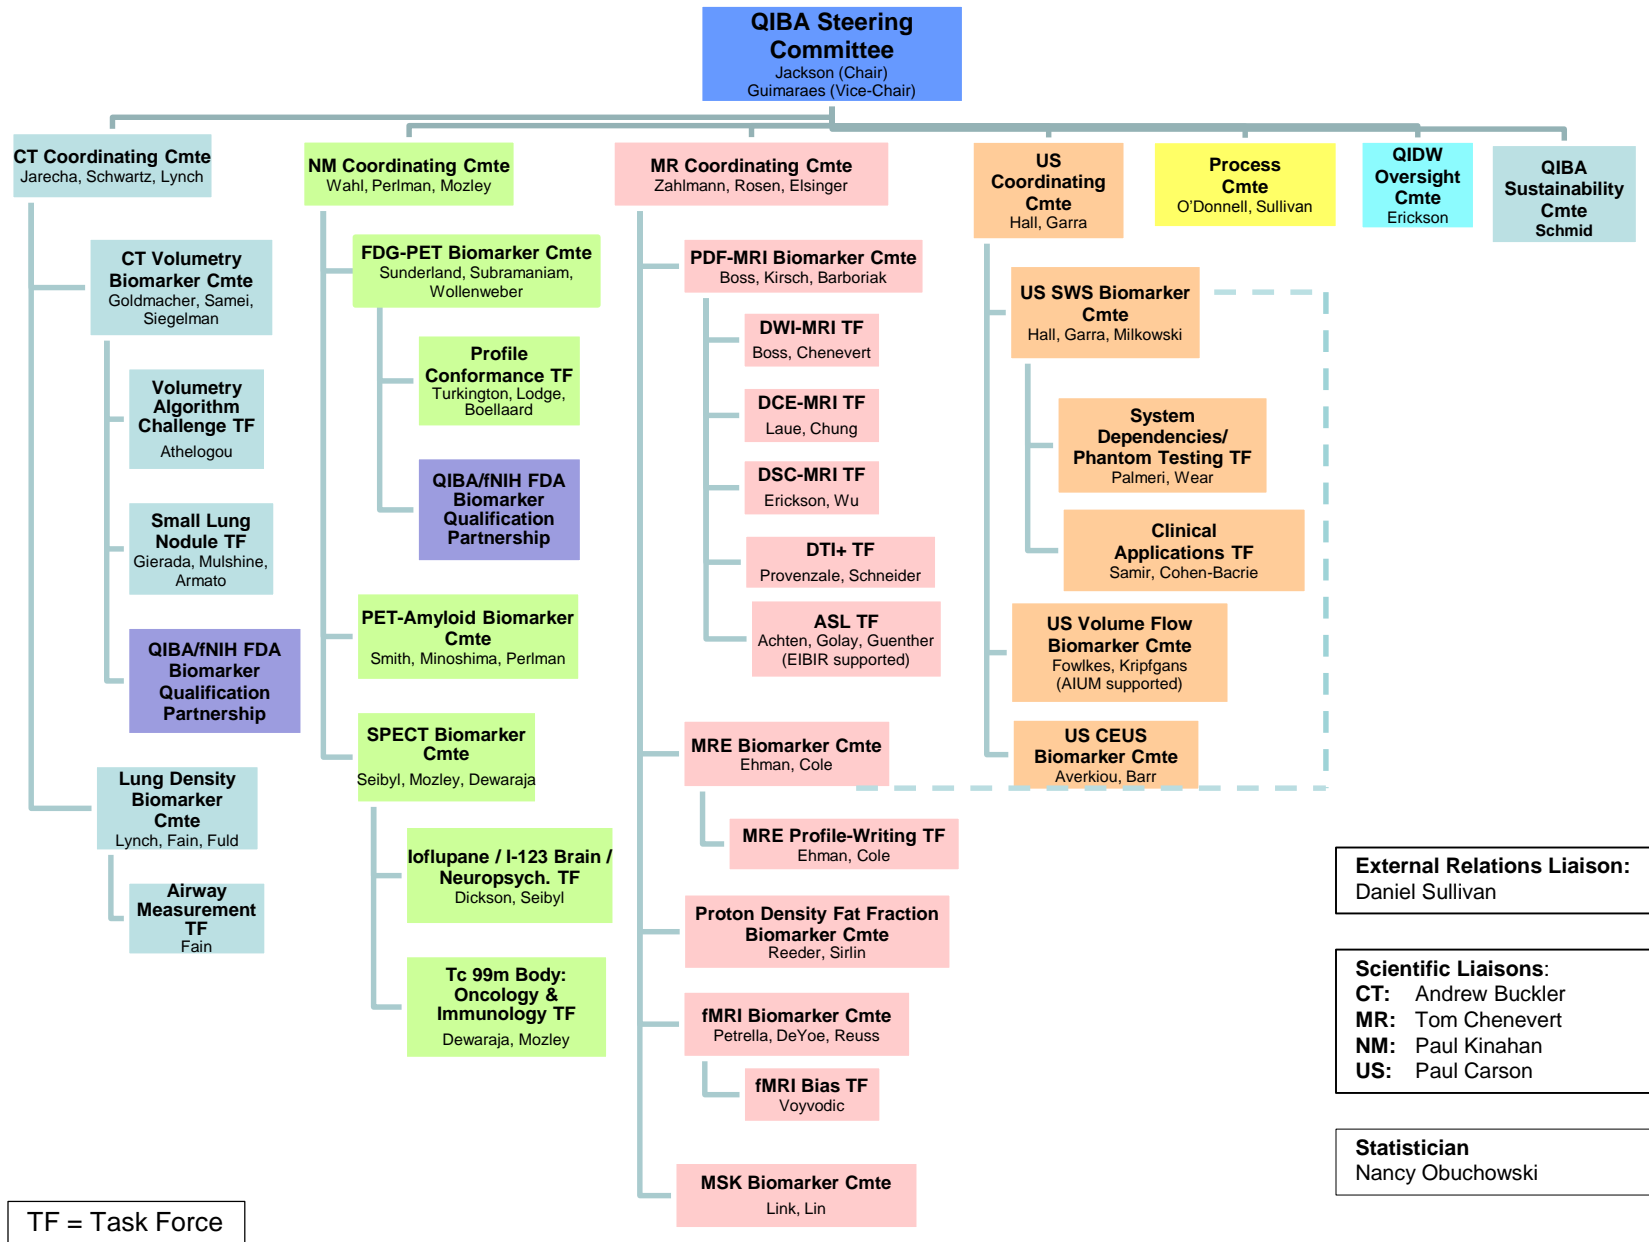 QIBA Steering
Committee
Jackson (Chair)
Guimaraes (Vice-Chair)
CT Coordinating Cmte
Jarecha, Schwartz, Lynch
CT Volumetry
Biomarker Cmte
Goldmacher, Samei,
Siegelman
Volumetry
Algorithm
Challenge TF
Athelogou
Small Lung
Nodule TF
Gierada, Mulshine,
Armato
QIBA/fNIH FDA
Biomarker
Qualification
Partnership
Lung Density
Biomarker
Cmte
Lynch, Fain, Fuld
Airway
Measurement
TF
Fain
NM Coordinating Cmte
Wahl, Perlman, Mozley
FDG-PET Biomarker Cmte
Sunderland, Subramaniam,
Wollenweber
Profile
Conformance TF
Turkington, Lodge,
Boellaard
QIBA/fNIH FDA
Biomarker
Qualification
Partnership
PET-Amyloid Biomarker
Cmte
Smith, Minoshima, Perlman
SPECT Biomarker
Cmte
Seibyl, Mozley, Dewaraja
Ioflupane / I-123 Brain /
Neuropsych. TF
Dickson, Seibyl
Tc 99m Body:
Oncology &
Immunology TF
Dewaraja, Mozley
MR Coordinating Cmte
Zahlmann, Rosen, Elsinger
PDF-MRI Biomarker Cmte
Boss, Kirsch, Barboriak
DWI-MRI TF
Boss, Chenevert
DCE-MRI TF
Laue, Chung
DSC-MRI TF
Erickson, Wu
DTI+ TF
Provenzale, Schneider
ASL TF
Achten, Golay, Guenther
(EIBIR supported)
MRE Biomarker Cmte
Ehman, Cole
MRE Profile-Writing TF
Ehman, Cole
Proton Density Fat Fraction
Biomarker Cmte
Reeder, Sirlin
fMRI Biomarker Cmte
Petrella, DeYoe, Reuss
fMRI Bias TF
Voyvodic
MSK Biomarker Cmte
Link, Lin
US
Coordinating
Cmte
Hall, Garra
US SWS Biomarker
Cmte
Hall, Garra, Milkowski
System
Dependencies/
Phantom Testing TF
Palmeri, Wear
Clinical
Applications TF
Samir, Cohen-Bacrie
US Volume Flow
Biomarker Cmte
Fowlkes, Kripfgans
(AIUM supported)
US CEUS
Biomarker Cmte
Averkiou, Barr
Process
Cmte
O'Donnell, Sullivan
QIDW
Oversight
Cmte
Erickson
QIBA
Sustainability
Cmte
Schmid
External Relations Liaison:
Daniel Sullivan
Scientific Liaisons:
CT: Andrew Buckler
MR: Tom Chenevert
NM: Paul Kinahan
US: Paul Carson
Statistician
Nancy Obuchowski
TF = Task Force